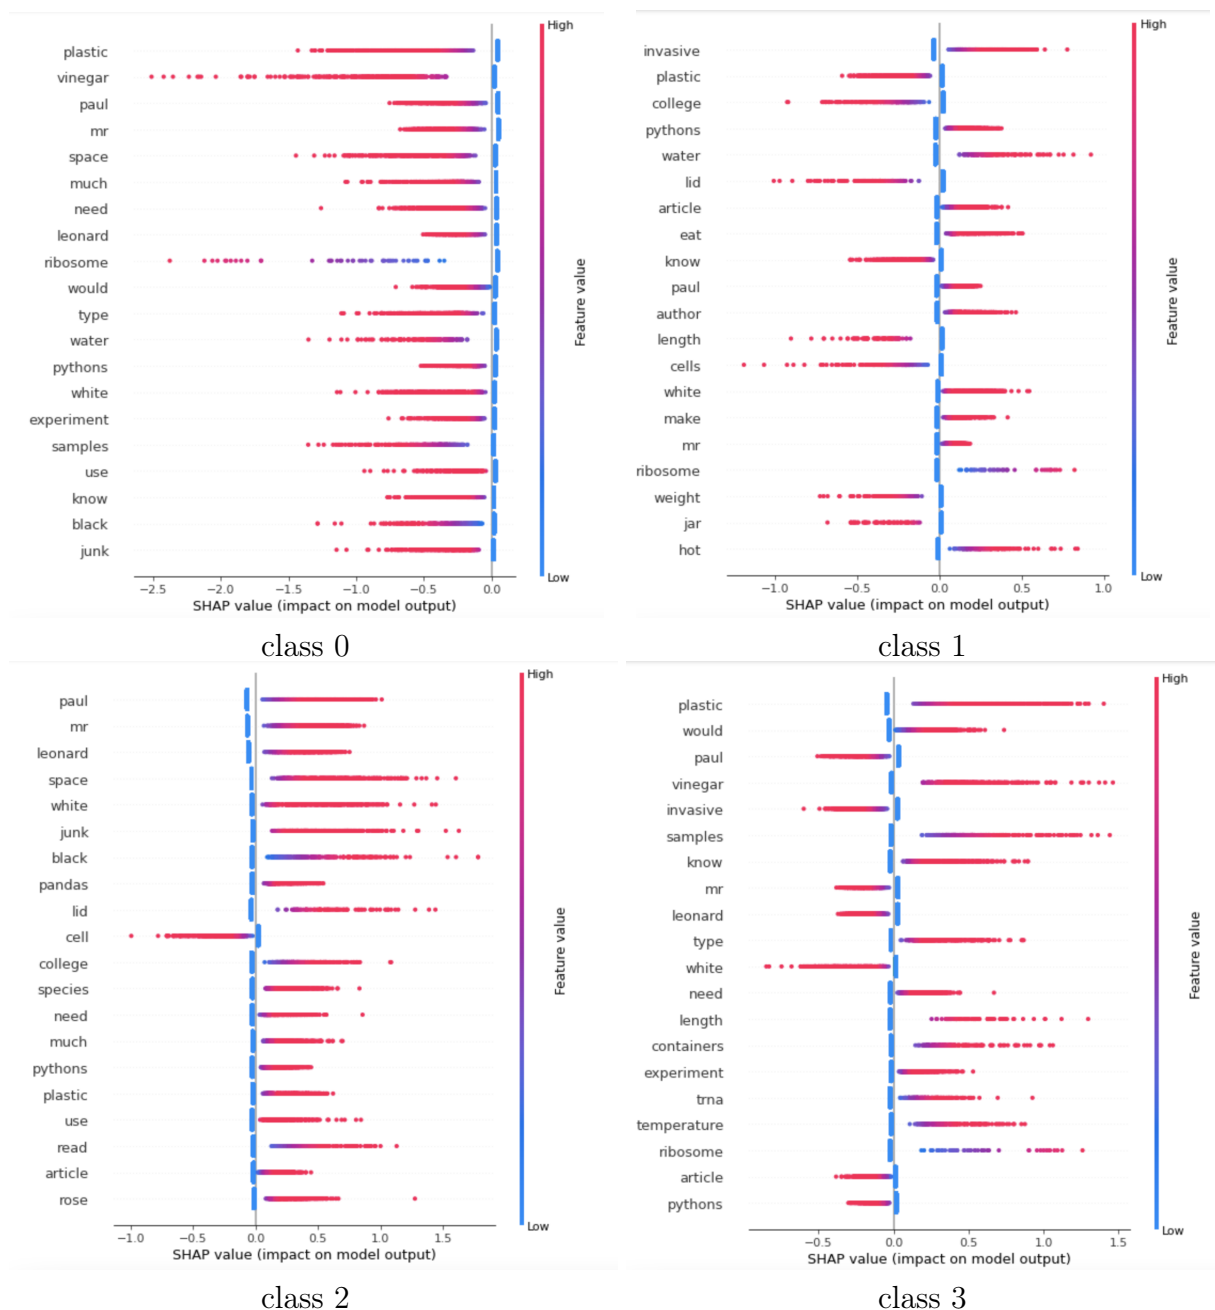 High
plastic
vinegar
paul
mr
space
much
need
leonard
ribosome
would
type
water
pythons
white
experiment
samples
use
know
black
junk
Feature value
Low
−2.5 −2.0 −1.5 −1.0 −0.5 0.0
SHAP value (impact on model output)
class 0
High
invasive
plastic
college
pythons
water
lid
article
eat
know
paul
author
length
cells
white
make
mr
ribosome
weight
jar
hot
Feature value
Low
−1.0 −0.5 0.0 0.5 1.0
SHAP value (impact on model output)
class 1
High
paul
mr
leonard
space
white
junk
black
pandas
lid
cell
college
species
need
much
pythons
plastic
use
read
article
rose
Feature value
Low
−1.0 −0.5 0.0 0.5 1.0 1.5
SHAP value (impact on model output)
class 2
High
plastic
would
paul
vinegar
invasive
samples
know
mr
leonard
type
white
need
length
containers
experiment
trna
temperature
ribosome
article
pythons
Feature value
Low
−0.5 0.0 0.5 1.0 1.5
SHAP value (impact on model output)
class 3